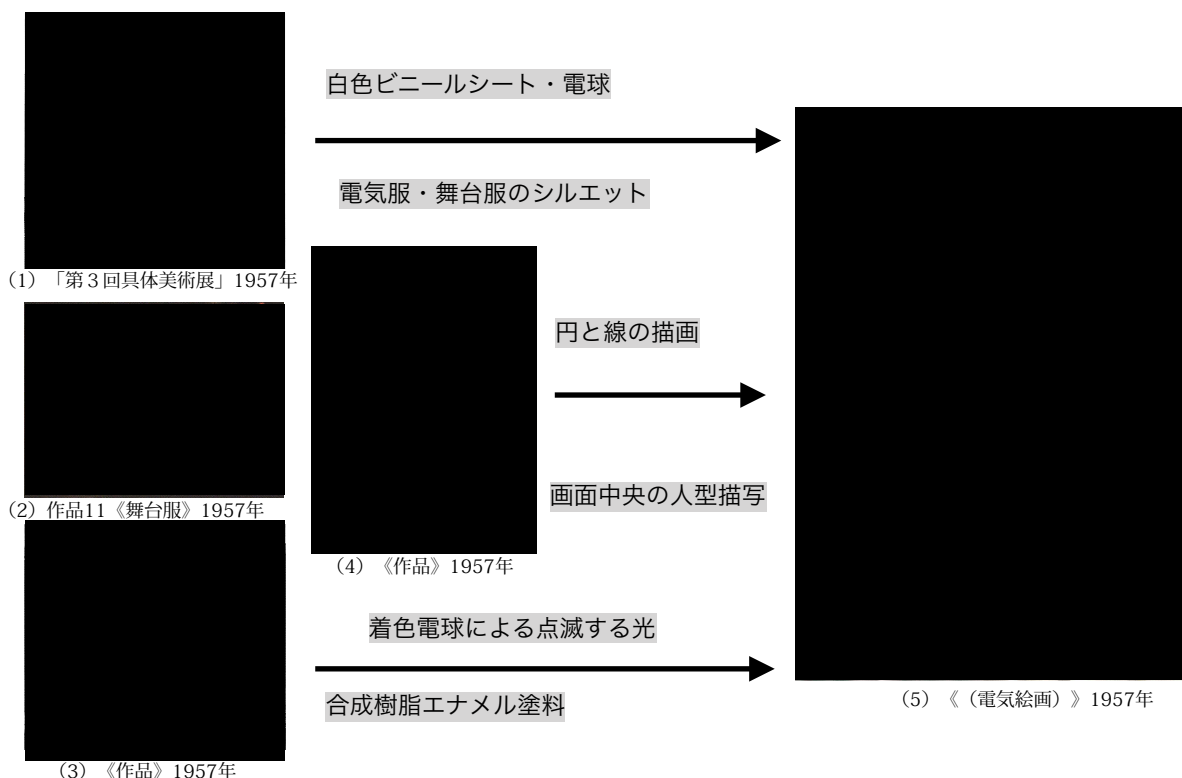 白色ビニールシート・電球
電気服・舞台服のシルエット
(1)「第3回具体美術展」1957年
円と線の描画
画面中央の人型描写
(2)作品11《舞台服》1957年
(4)《作品》1957年
着色電球による点滅する光
合成樹脂エナメル塗料
(5)《(電気絵画)》1957年
(3)《作品》1957年